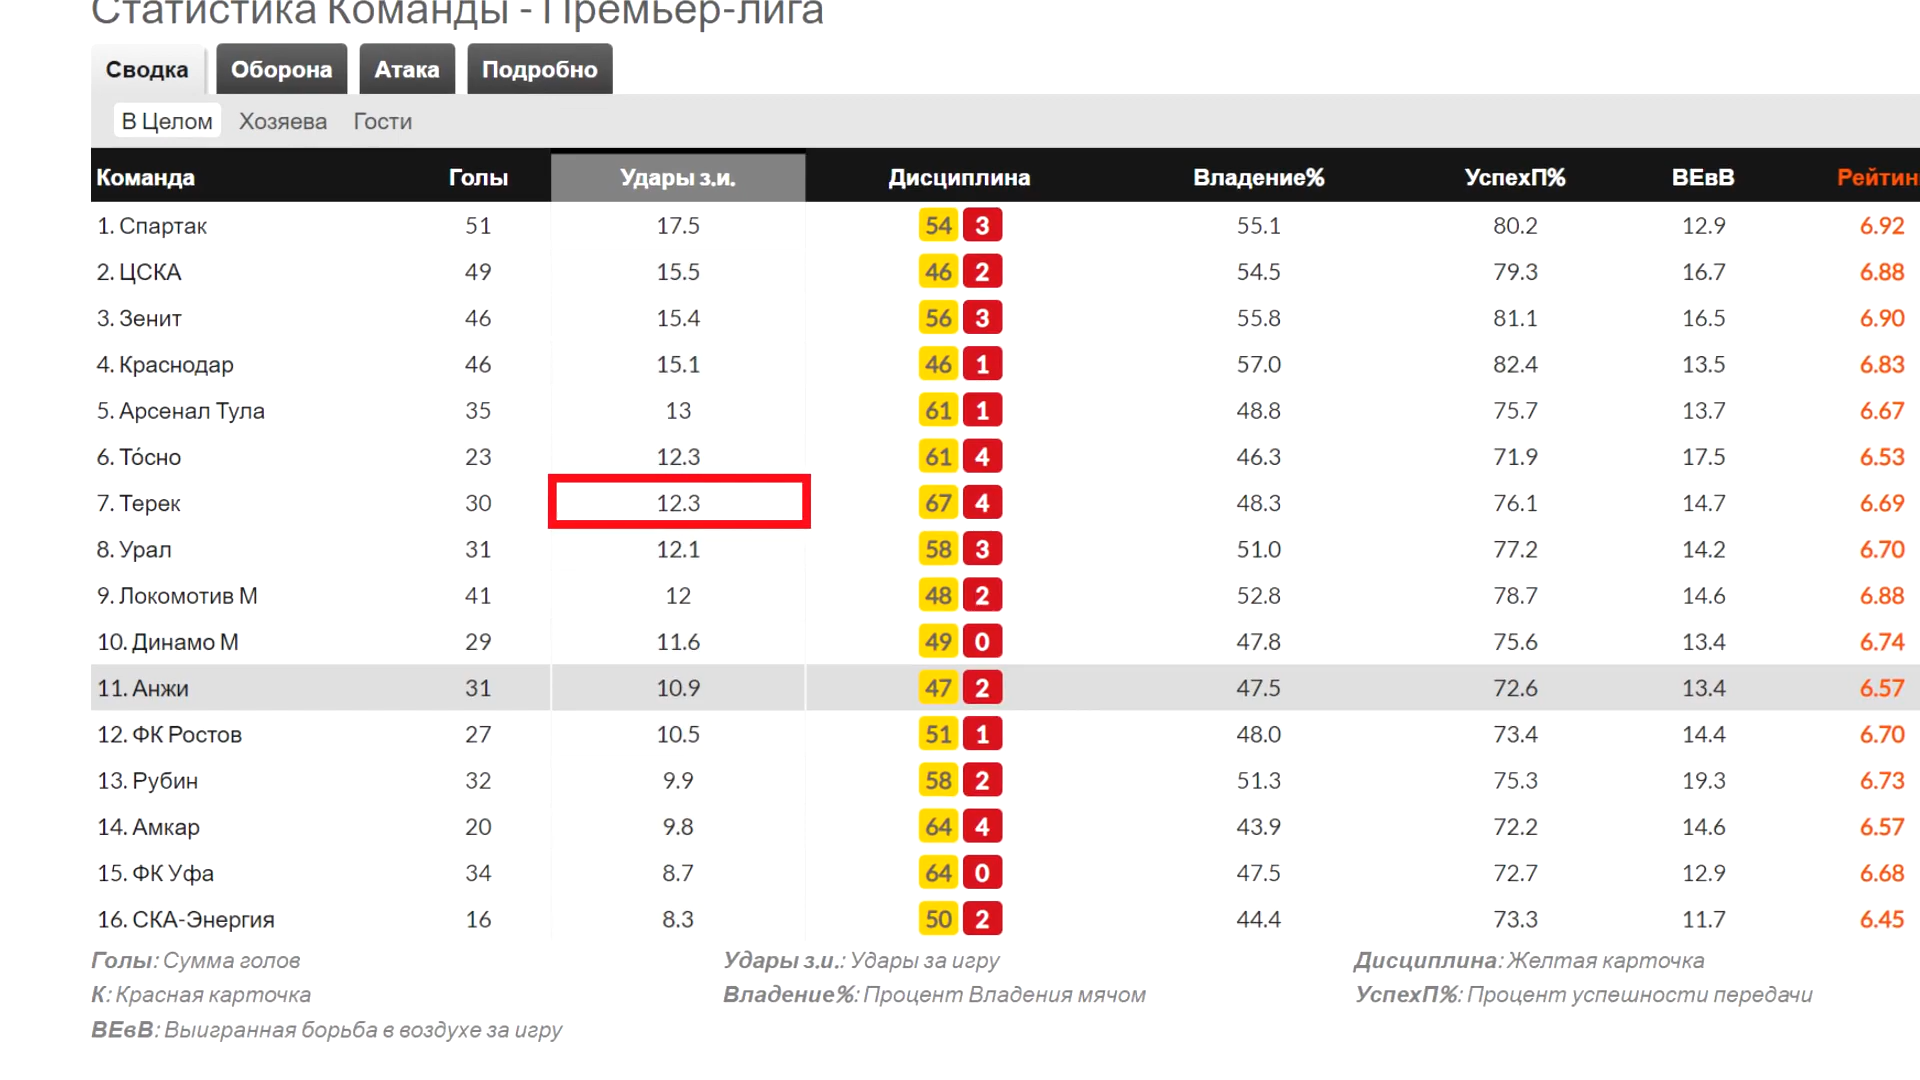 Статистика Команды - Премьер-лига
Сводка Оборона Атака Подробно
В Целом Хозяева Гости
Команда Голы Удары з.и. Дисциплина Владение% УспехП% ВЕвВ Рейтин
1. Спартак 51 17.5 54 3 55.1 80.2 12.9 6.92
2. ЦСКА 49 15.5 46 2 54.5 79.3 16.7 6.88
3. Зенит 46 15.4 56 3 55.8 81.1 16.5 6.90
4. Краснодар 46 15.1 46 1 57.0 82.4 13.5 6.83
5. Арсенал Тула 35 13 61 1 48.8 75.7 13.7 6.67
6. То́сно 23 12.3 61 4 46.3 71.9 17.5 6.53
7. Терек 30 12.3 67 4 48.3 76.1 14.7 6.69
8. Урал 31 12.1 58 3 51.0 77.2 14.2 6.70
9. Локомотив М 41 12 48 2 52.8 78.7 14.6 6.88
10. Динамо М 29 11.6 49 0 47.8 75.6 13.4 6.74
11. Анжи 31 10.9 47 2 47.5 72.6 13.4 6.57
12. ФК Ростов 27 10.5 51 1 48.0 73.4 14.4 6.70
13. Рубин 32 9.9 58 2 51.3 75.3 19.3 6.73
14. Амкар 20 9.8 64 4 43.9 72.2 14.6 6.57
15. ФК Уфа 34 8.7 64 0 47.5 72.7 12.9 6.68
16. СКА-Энергия 16 8.3 50 2 44.4 73.3 11.7 6.45
Голы: Сумма голов Удары з.и.: Удары за игру Дисциплина: Желтая карточка
К: Красная карточка Владение%: Процент Владения мячом УспехП%: Процент успешности передачи
ВЕвВ: Выигранная борьба в воздухе за игру